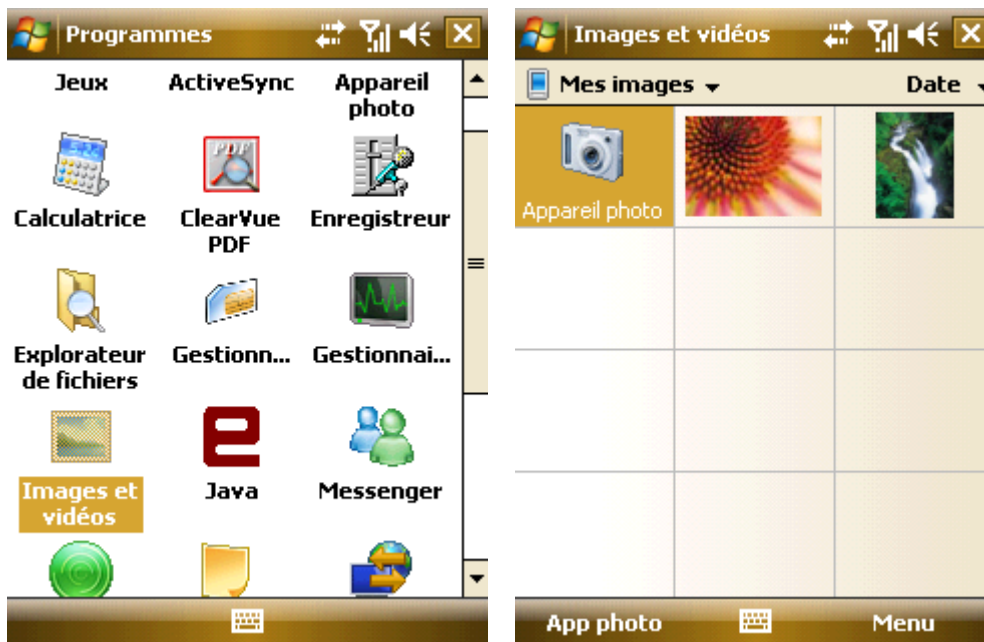 Programmes
Jeux ActiveSync Appareil photo
Calculatrice ClearVue PDF Enregistreur
Explorateur de fichiers Gestionn... Gestionnai...
Images et vidéos Java Messenger
Images et vidéos
Mes images Date
Appareil photo
App photo Menu